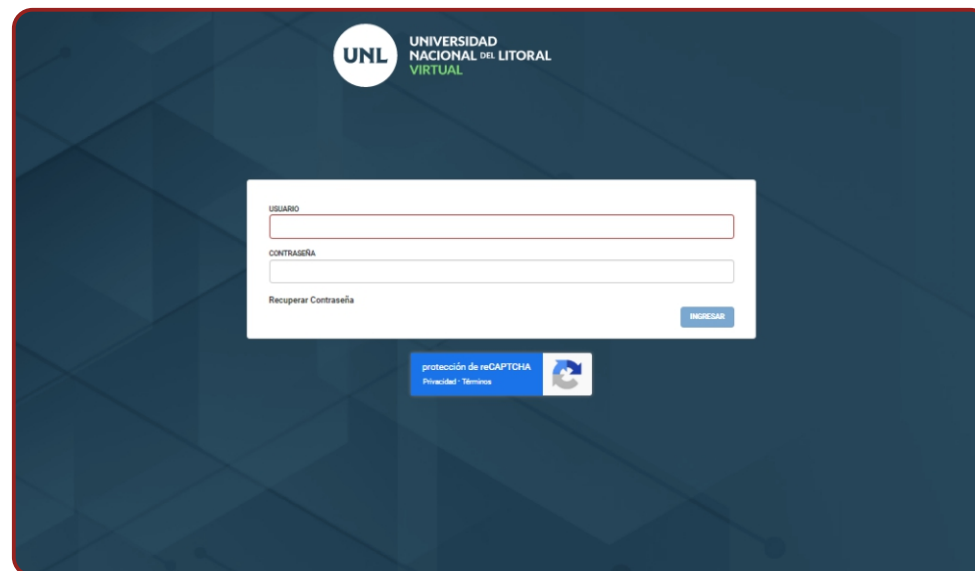 UNL
UNIVERSIDAD
NACIONAL DEL LITORAL
VIRTUAL
USUARIO
CONTRASEÑA
Recuperar Contraseña
INGRESAR
protección de reCAPTCHA
Privacidad · Términos